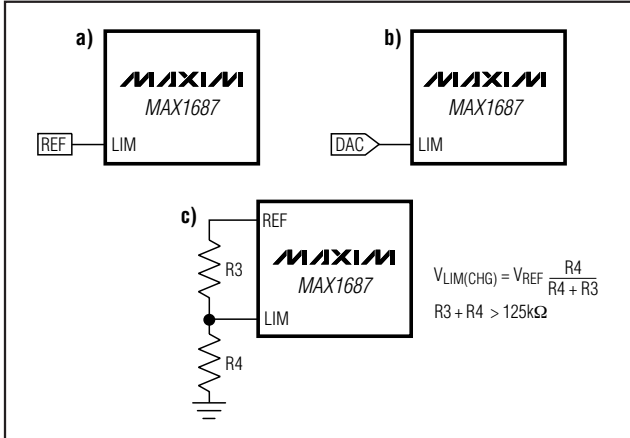 a)
MAXIM
MAX1687
REF
LIM
b)
MAXIM
MAX1687
DAC
LIM
c)
REF
MAXIM
MAX1687
R3
LIM
R4
V_LIM(CHG) = V_REF R4 / (R4 + R3)
R3 + R4 > 125kΩ